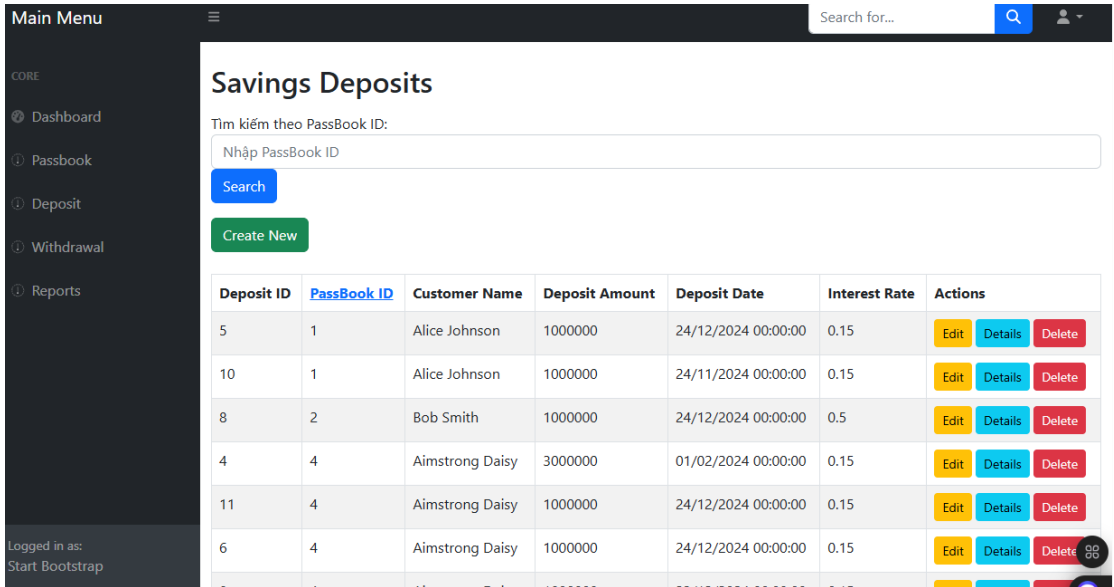 Main Menu
Search for...
CORE
Dashboard
Passbook
Deposit
Withdrawal
Reports
Logged in as:
Start Bootstrap
Savings Deposits
Tìm kiếm theo PassBook ID:
Nhập PassBook ID
Search
Create New
Deposit ID PassBook ID Customer Name Deposit Amount Deposit Date Interest Rate Actions
5 1 Alice Johnson 1000000 24/12/2024 00:00:00 0.15 Edit Details Delete
10 1 Alice Johnson 1000000 24/11/2024 00:00:00 0.15 Edit Details Delete
8 2 Bob Smith 1000000 24/12/2024 00:00:00 0.5 Edit Details Delete
4 4 Aimstrong Daisy 3000000 01/02/2024 00:00:00 0.15 Edit Details Delete
11 4 Aimstrong Daisy 1000000 24/12/2024 00:00:00 0.15 Edit Details Delete
6 4 Aimstrong Daisy 1000000 24/12/2024 00:00:00 0.15 Edit Details Delete